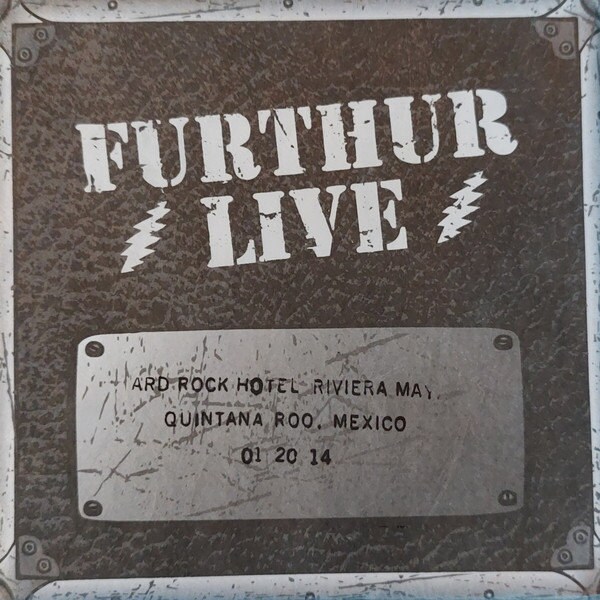 FURTHUR
LIVE
ARD ROCK HOTEL RIVIERA MAY
QUINTANA ROO, MEXICO
01 20 14